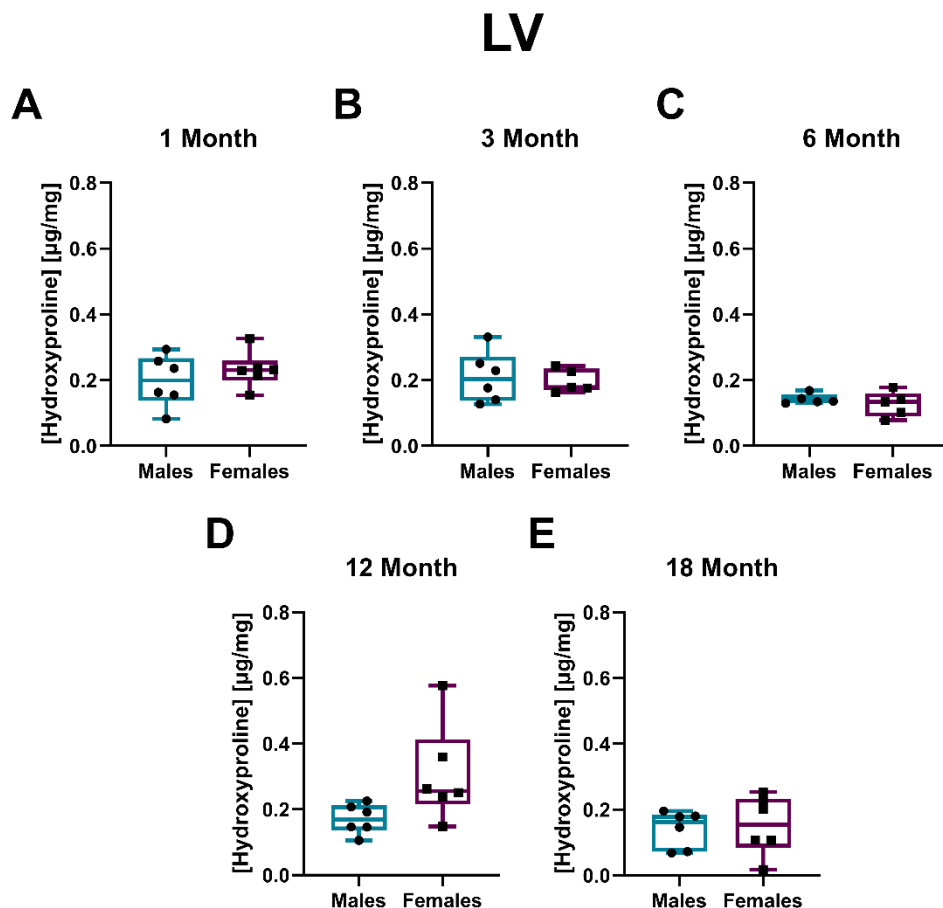 LV
A
1 Month
[Hydroxyproline] [µg/mg]
0.8
0.6
0.4
0.2
0.0
Males Females
B
3 Month
[Hydroxyproline] [µg/mg]
0.8
0.6
0.4
0.2
0.0
Males Females
C
6 Month
[Hydroxyproline] [µg/mg]
0.8
0.6
0.4
0.2
0.0
Males Females
D
12 Month
[Hydroxyproline] [µg/mg]
0.8
0.6
0.4
0.2
0.0
Males Females
E
18 Month
[Hydroxyproline] [µg/mg]
0.8
0.6
0.4
0.2
0.0
Males Females